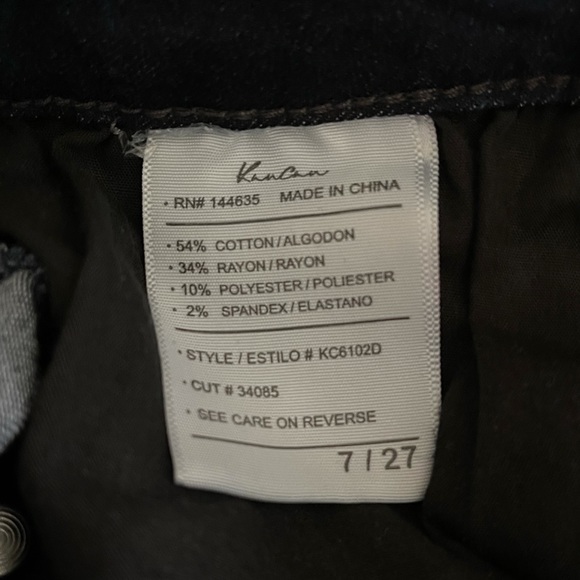 KanCan
• RN# 144635 MADE IN CHINA
• 54% COTTON/ALGODON
• 34% RAYON/RAYON
• 10% POLYESTER/POLIESTER
• 2% SPANDEX/ELASTANO
• STYLE / ESTILO # KC6102D
• CUT # 34085
• SEE CARE ON REVERSE
7 / 27